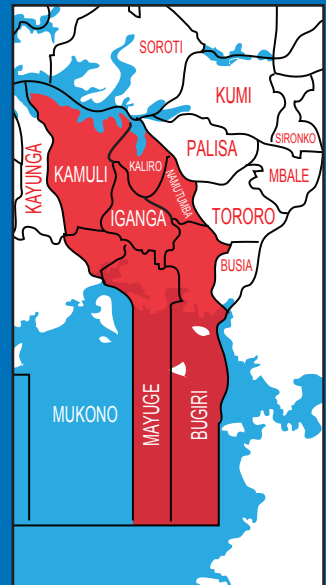 SOROTI
KUMI
SIRONKO
PALISA
KAYUNGA
KAMULI
KALIRO
NAMUTUMBA
MBALE
IGANGA
TORORO
BUSIA
MUKONO
MAYUGE
BUGIRI